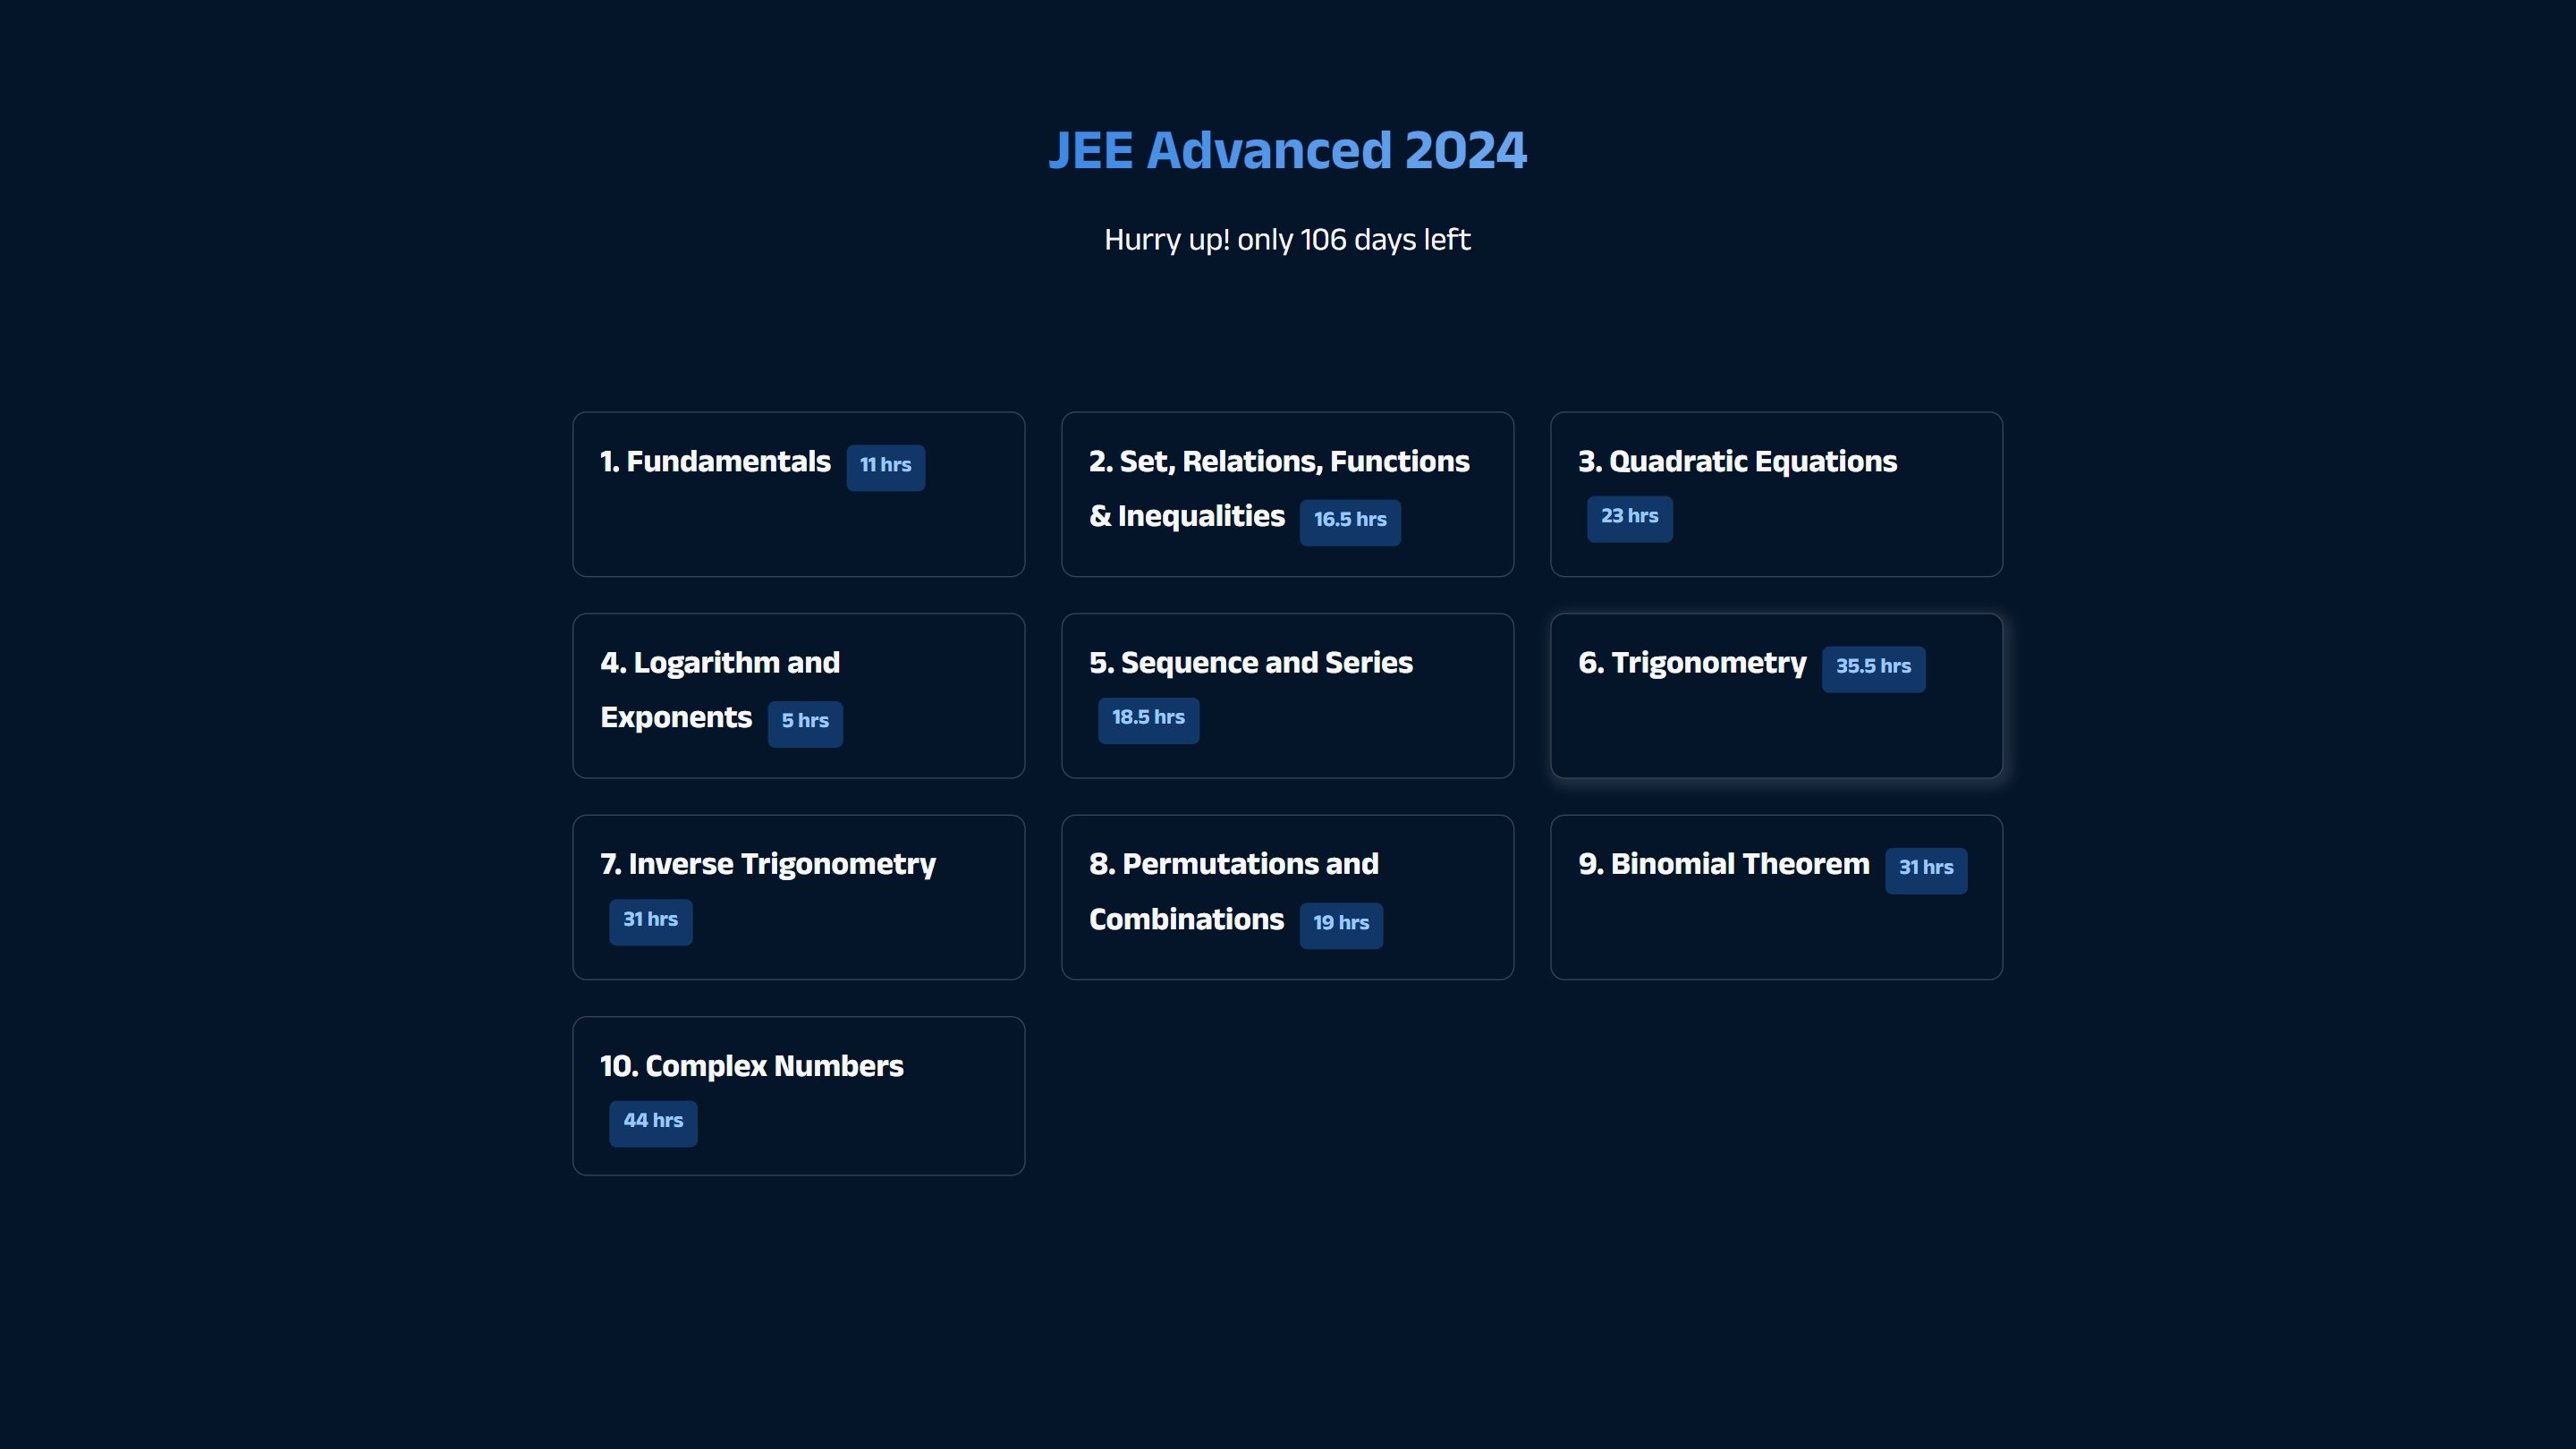 JEE Advanced 2024
Hurry up! only 106 days left
1. Fundamentals 11 hrs
2. Set, Relations, Functions
& Inequalities 16.5 hrs
3. Quadratic Equations
23 hrs
4. Logarithm and
Exponents 5 hrs
5. Sequence and Series
18.5 hrs
6. Trigonometry 35.5 hrs
7. Inverse Trigonometry
31 hrs
8. Permutations and
Combinations 19 hrs
9. Binomial Theorem 31 hrs
10. Complex Numbers
44 hrs